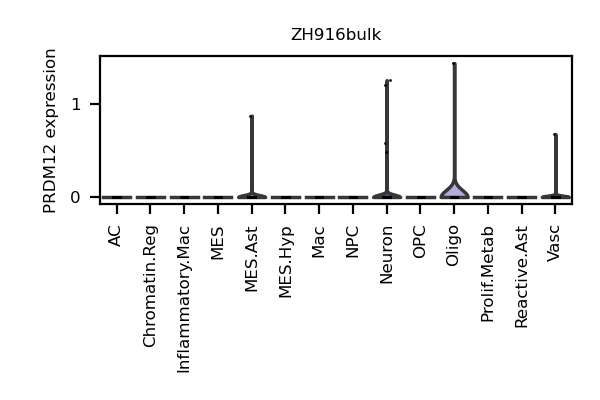 ZH916bulk
PRDM12 expression
1
0
AC
Chromatin.Reg
Inflammatory.Mac
MES
MES.Ast
MES.Hyp
Mac
NPC
Neuron
OPC
Oligo
Prolif.Metab
Reactive.Ast
Vasc